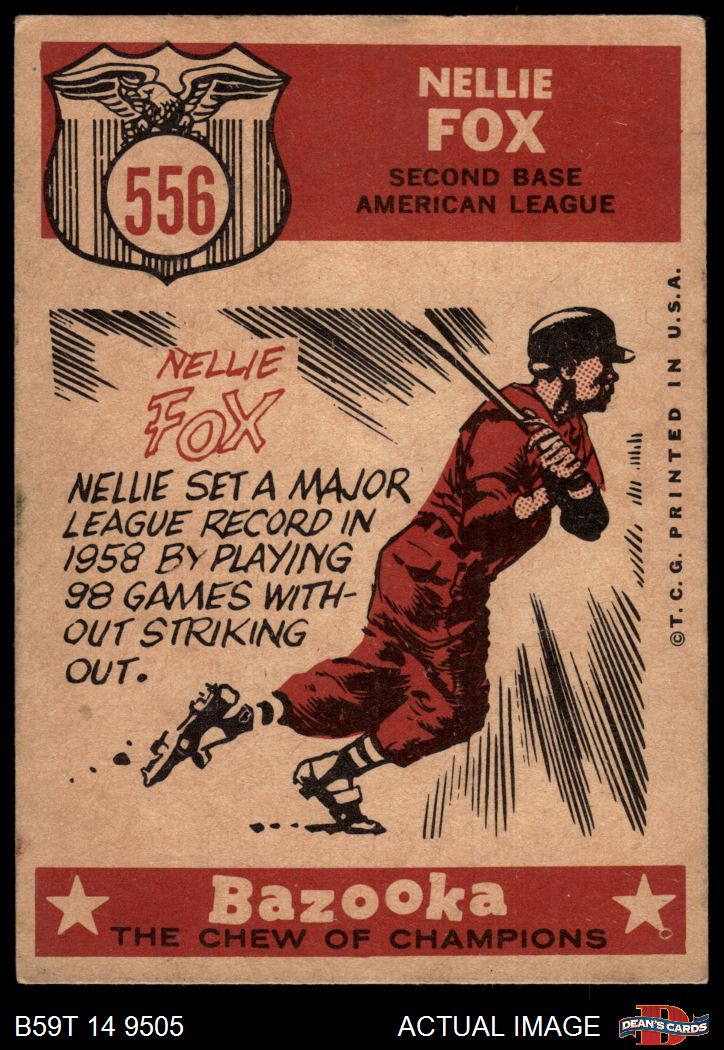 556
NELLIE
FOX
SECOND BASE
AMERICAN LEAGUE
NELLIE
FOX
NELLIE SET A MAJOR
LEAGUE RECORD IN
1958 BY PLAYING
98 GAMES WITH-
OUT STRIKING
OUT.
©T.C.G. PRINTED IN U.S.A.
Bazooka
THE CHEW OF CHAMPIONS
B59T 14 9505
ACTUAL IMAGE
D
DEAN'S CARDS